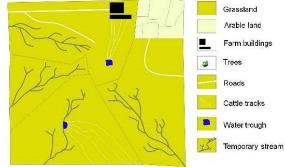 Grassland
Arable land
Farm buildings
Trees
Roads
Cattle tracks
Water trough
Temporary stream